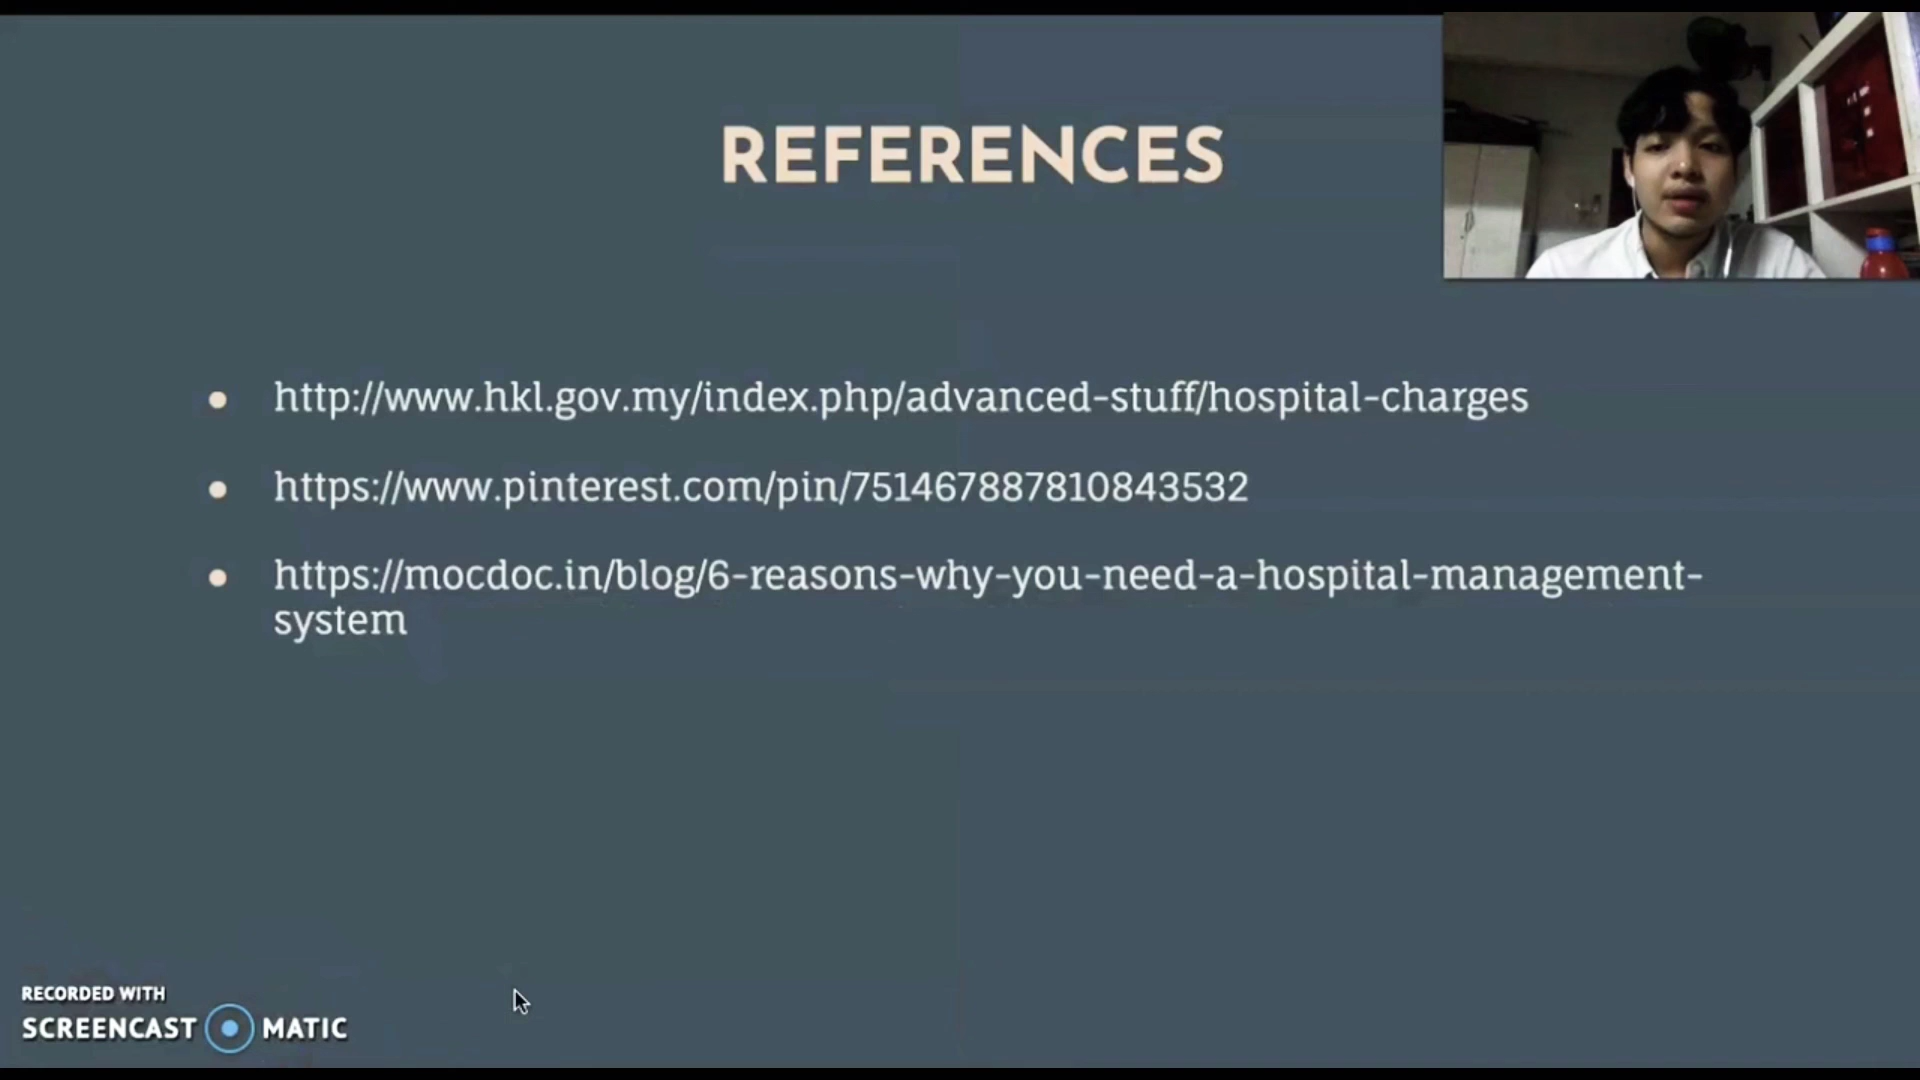 REFERENCES
http://www.hkl.gov.my/index.php/advanced-stuff/hospital-charges
https://www.pinterest.com/pin/751467887810843532
https://mocdoc.in/blog/6-reasons-why-you-need-a-hospital-management-
system
RECORDED WITH
SCREENCAST MATIC